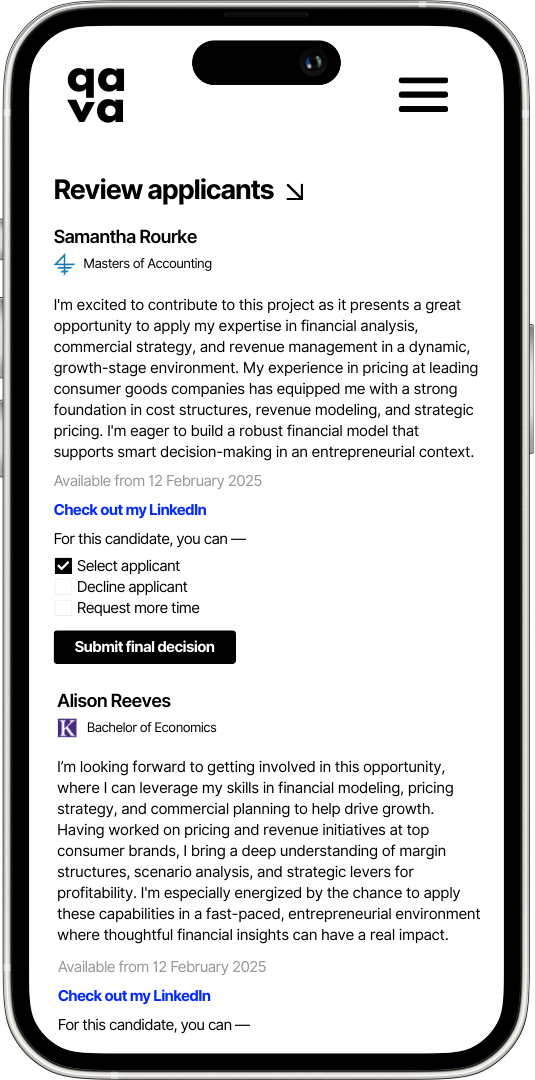 qa
va
Review applicants
Samantha Rourke
Masters of Accounting
I'm excited to contribute to this project as it presents a great
opportunity to apply my expertise in financial analysis,
commercial strategy, and revenue management in a dynamic,
growth-stage environment. My experience in pricing at leading
consumer goods companies has equipped me with a strong
foundation in cost structures, revenue modeling, and strategic
pricing. I'm eager to build a robust financial model that
supports smart decision-making in an entrepreneurial context.
Available from 12 February 2025
Check out my LinkedIn
For this candidate, you can —
Select applicant
Decline applicant
Request more time
Submit final decision
Alison Reeves
K
Bachelor of Economics
I’m looking forward to getting involved in this opportunity,
where I can leverage my skills in financial modeling, pricing
strategy, and commercial planning to help drive growth.
Having worked on pricing and revenue initiatives at top
consumer brands, I bring a deep understanding of margin
structures, scenario analysis, and strategic levers for
profitability. I'm especially energized by the chance to apply
these capabilities in a fast-paced, entrepreneurial environment
where thoughtful financial insights can have a real impact.
Available from 12 February 2025
Check out my LinkedIn
For this candidate, you can —